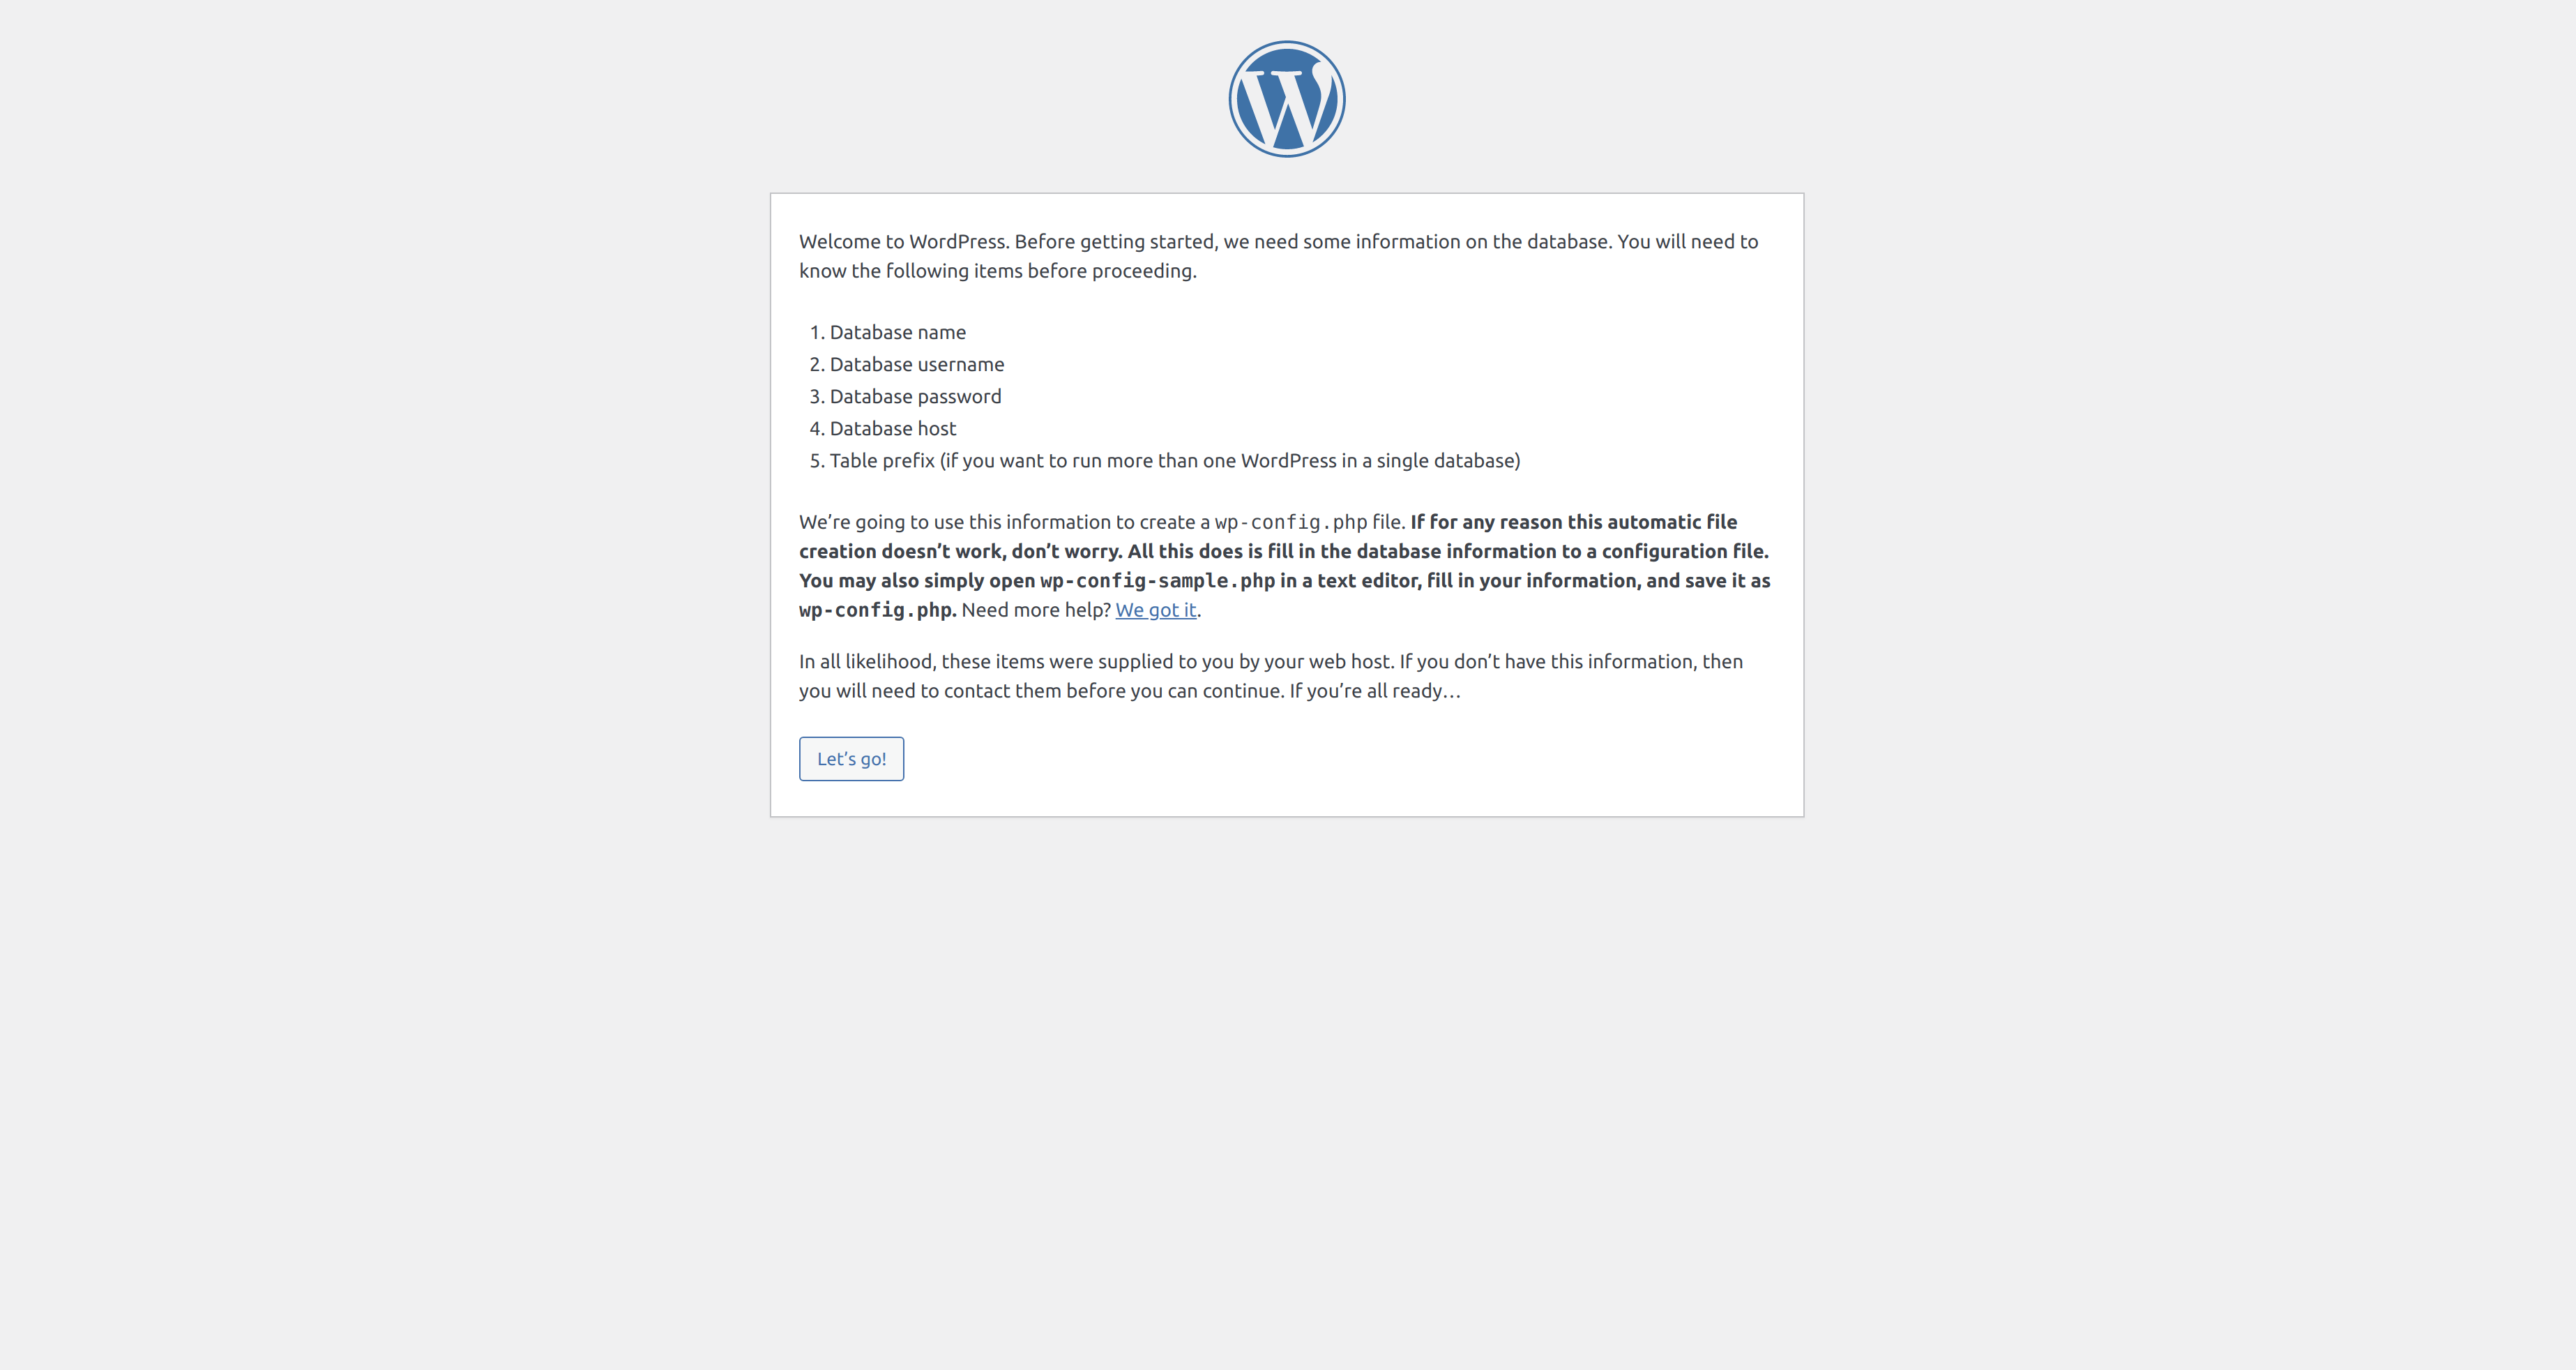 Welcome to WordPress. Before getting started, we need some information on the database. You will need to
know the following items before proceeding.
1. Database name
2. Database username
3. Database password
4. Database host
5. Table prefix (if you want to run more than one WordPress in a single database)
We’re going to use this information to create a wp-config.php file. If for any reason this automatic file
creation doesn’t work, don’t worry. All this does is fill in the database information to a configuration file.
You may also simply open wp-config-sample.php in a text editor, fill in your information, and save it as
wp-config.php. Need more help? We got it.
In all likelihood, these items were supplied to you by your web host. If you don’t have this information, then
you will need to contact them before you can continue. If you’re all ready…
Let’s go!